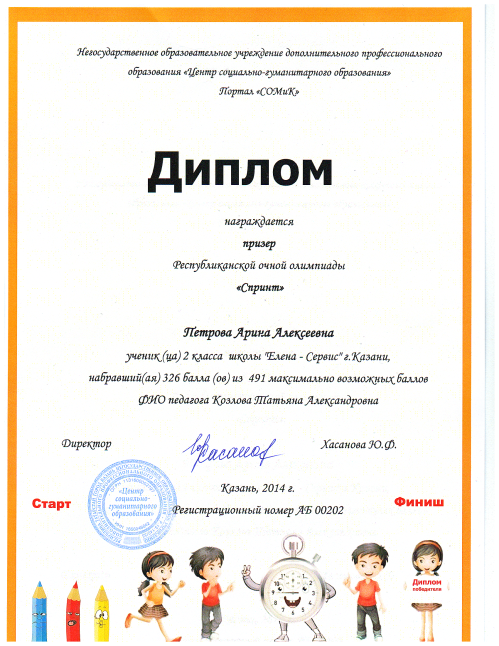 Негосударственное образовательное учреждение дополнительного профессионального
образования «Центр социально-гуманитарного образования»
Портал «СОМиК»
Диплом
награждается
призер
Республиканской очной олимпиады
«Спринт»
Петрова Арина Алексеевна
ученик (ца) 2 класса школы "Елена - Сервис" г.Казани,
набравший(ая) 326 балла (ов) из 491 максимально возможных баллов
ФИО педагога Козлова Татьяна Александровна
Директор
Хасанова Ю.Ф.
«Центр
социально-
гуманитарного
образования»
Казань, 2014 г.
Регистрационный номер АБ 00202
Старт
Финиш
Диплом
победителя